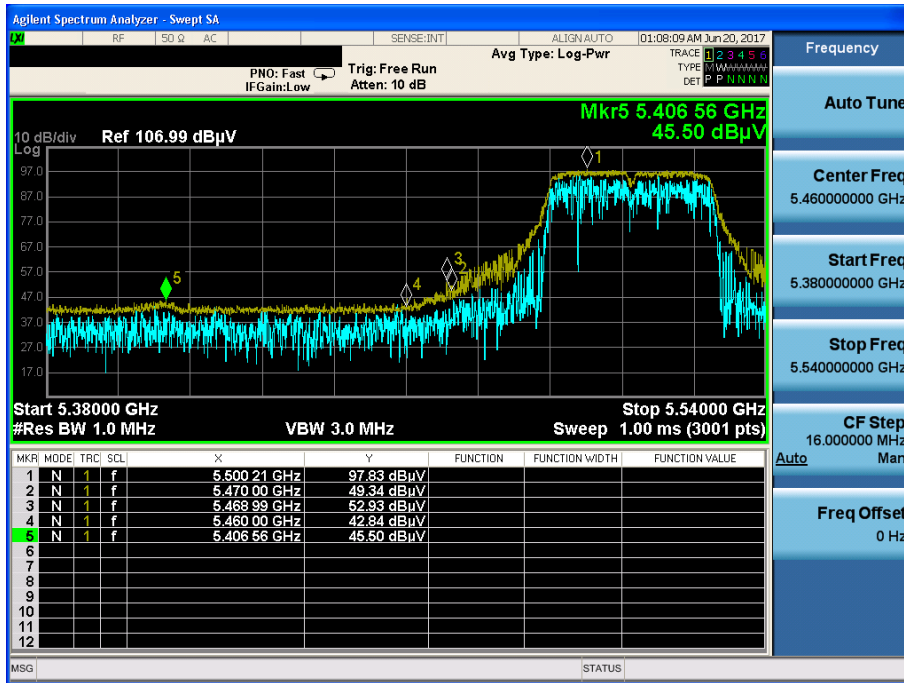 Agilent Spectrum Analyzer - Swept SA
LXI RF 50 Ω AC SENSE:INT ALIGN AUTO 01:08:09 AM Jun 20, 2017
Avg Type: Log-Pwr TRACE 1 2 3 4 5 6
PNO: Fast Trig: Free Run TYPE M W W W W W
IFGain:Low Atten: 10 dB DET P P N N N N
Mkr5 5.406 56 GHz
45.50 dBµV
10 dB/div Ref 106.99 dBµV
Log
97.0
87.0
77.0
67.0
57.0
47.0
37.0
27.0
17.0
1
3
2
4
5
Start 5.38000 GHz Stop 5.54000 GHz
#Res BW 1.0 MHz VBW 3.0 MHz Sweep 1.00 ms (3001 pts)
MKR MODE TRC SCL X Y FUNCTION FUNCTION WIDTH FUNCTION VALUE
1 N 1 f 5.500 21 GHz 97.83 dBµV
2 N 1 f 5.470 00 GHz 49.34 dBµV
3 N 1 f 5.468 99 GHz 52.93 dBµV
4 N 1 f 5.460 00 GHz 42.84 dBµV
5 N 1 f 5.406 56 GHz 45.50 dBµV
6
7
8
9
10
11
12
MSG STATUS
Frequency
Auto Tune
Center Freq
5.460000000 GHz
Start Freq
5.380000000 GHz
Stop Freq
5.540000000 GHz
CF Step
16.000000 MHz
Auto Man
Freq Offset
0 Hz